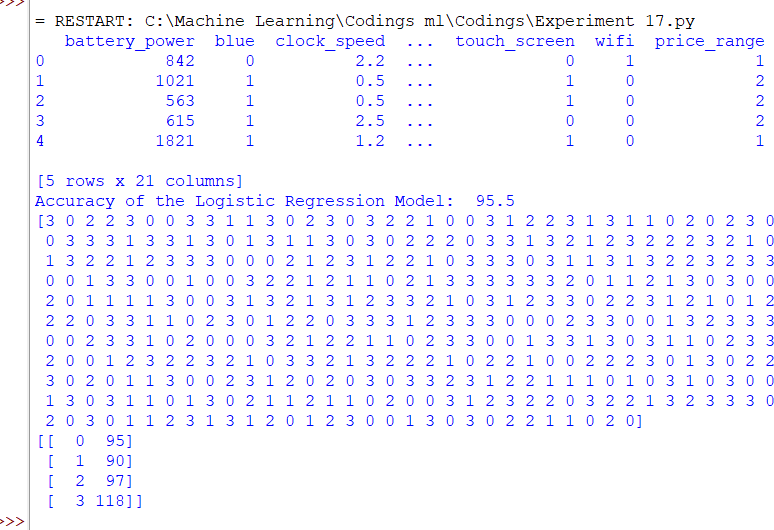 >>>
= RESTART: C:\Machine Learning\Codings ml\Codings\Experiment 17.py
   battery_power  blue  clock_speed  ...  touch_screen  wifi  price_range
0            842     0          2.2  ...             0     1            1
1           1021     1          0.5  ...             1     0            2
2            563     1          0.5  ...             1     0            2
3            615     1          2.5  ...             0     0            2
4           1821     1          1.2  ...             1     0            1
[5 rows x 21 columns]
Accuracy of the Logistic Regression Model:  95.5
[3 0 2 2 3 0 0 3 3 1 1 3 0 2 3 0 3 2 2 1 0 0 3 1 2 2 3 1 3 1 1 0 2 0 2 3 0
 0 3 3 3 1 3 3 1 3 0 1 3 1 1 3 0 3 0 2 2 2 0 3 3 1 3 2 1 2 3 2 2 2 3 2 1 0
 1 3 2 2 1 2 3 3 3 0 0 0 2 1 2 3 1 2 2 1 0 3 3 3 0 3 1 1 3 1 3 2 2 3 2 3 3
 0 0 1 3 3 0 0 1 0 0 3 2 2 1 2 1 1 0 2 1 3 3 3 3 3 3 2 0 1 1 2 1 3 0 3 0 0
 2 0 1 1 1 1 3 0 0 3 1 3 2 1 3 1 2 3 3 2 1 0 3 1 2 3 3 0 2 2 3 1 2 1 0 1 2
 2 2 0 3 3 1 1 0 2 3 0 1 2 2 0 3 3 3 1 2 3 3 3 0 0 0 2 3 3 0 0 1 3 2 3 3 3
 0 0 2 3 3 1 0 2 0 0 0 3 2 1 2 2 1 1 0 2 3 3 0 0 1 3 3 1 3 0 3 1 1 0 2 3 3
 2 0 0 1 2 3 2 2 3 2 1 0 3 3 2 1 3 2 2 2 1 0 2 2 1 0 0 2 2 2 3 0 1 3 0 2 2
 3 0 2 0 1 1 3 0 0 2 3 1 2 0 2 0 3 0 3 3 2 3 1 2 2 1 1 1 0 1 0 3 1 0 3 0 0
 1 3 0 3 1 1 0 1 3 0 2 1 1 2 1 1 0 2 0 0 3 1 2 3 2 2 0 3 2 2 1 3 2 3 3 3 0
 2 0 3 0 1 1 2 3 1 3 1 2 0 1 2 3 0 0 1 3 0 3 0 2 2 1 1 0 2 0]
[[  0  95]
 [  1  90]
 [  2  97]
 [  3 118]]
>>>